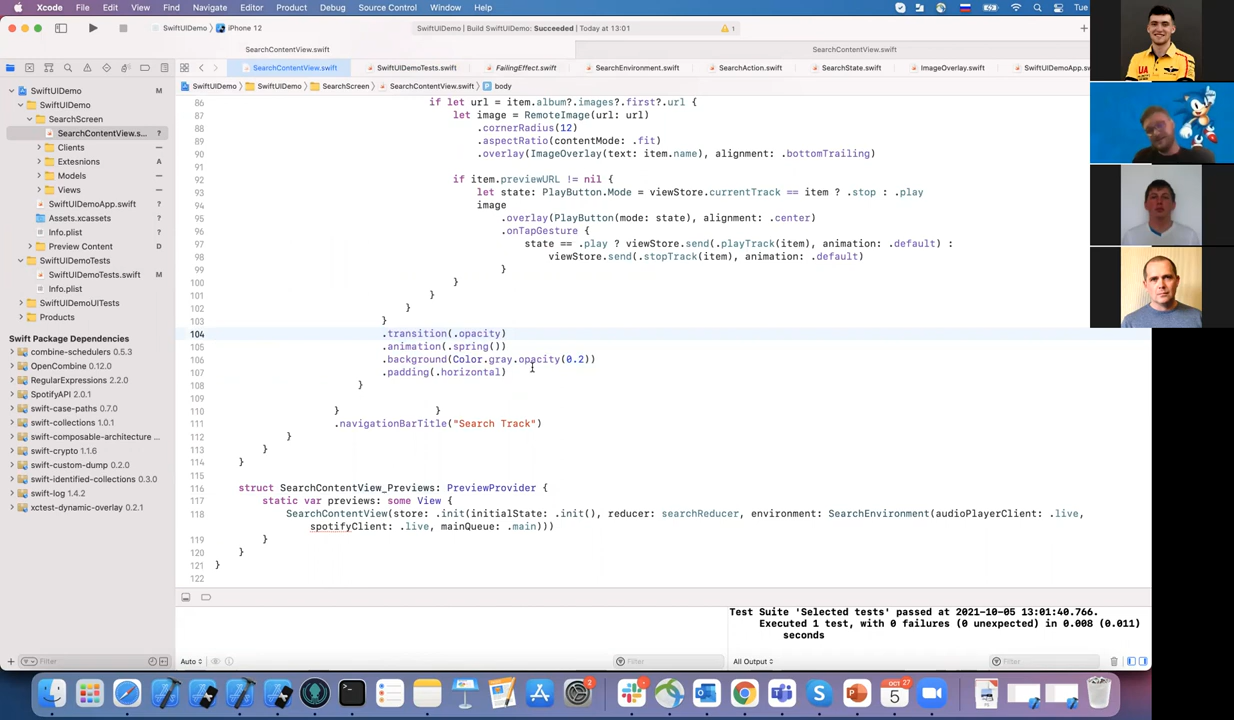 Xcode File Edit View Find Navigate Editor Product Debug Source Control Window Help Tue
SwiftUIDemo iPhone 12 SwiftUIDemo | Build SwiftUIDemo: Succeeded | Today at 13:01 1
SearchContentView.swift SearchContentView.swift
SearchContentView.swift SwiftUIDemoTests.swift FailingEffect.swift SearchEnvironment.swift SearchAction.swift SearchState.swift ImageOverlay.swift SwiftUIDemoApp.sw
SwiftUIDemo SwiftUIDemo SearchScreen SearchContentView.swift body
SwiftUIDemo M
SwiftUIDemo
SearchScreen
SearchContentView.s... ?
Clients
Extesnions A
Models
Views
SwiftUIDemoApp.swift ?
Assets.xcassets ?
Info.plist ?
Preview Content D
SwiftUIDemoTests
SwiftUIDemoTests.swift M
Info.plist
SwiftUIDemoUITests
Products
Swift Package Dependencies
combine-schedulers 0.5.3
OpenCombine 0.12.0
RegularExpressions 2.2.0
SpotifyAPI 2.0.1
swift-case-paths 0.7.0
swift-collections 1.0.1
swift-composable-architecture ...
swift-crypto 1.1.6
swift-custom-dump 0.2.0
swift-identified-collections 0.3.0
swift-log 1.4.2
xctest-dynamic-overlay 0.2.1
86 if let url = item.album?.images?.first?.url {
87 let image = RemoteImage(url: url)
88 .cornerRadius(12)
89 .aspectRatio(contentMode: .fit)
90 .overlay(ImageOverlay(text: item.name), alignment: .bottomTrailing)
91
92 if item.previewURL != nil {
93 let state: PlayButton.Mode = viewStore.currentTrack == item ? .stop : .play
94 image
95 .overlay(PlayButton(mode: state), alignment: .center)
96 .onTapGesture {
97 state == .play ? viewStore.send(.playTrack(item), animation: .default) :
98 viewStore.send(.stopTrack(item), animation: .default)
99 }
100 }
101 }
102 }
103 }
104 .transition(.opacity)
105 .animation(.spring())
106 .background(Color.gray.opacity(0.2))
107 .padding(.horizontal)
108 }
109
110 } }
111 .navigationBarTitle("Search Track")
112 }
113 }
114 }
115
116 struct SearchContentView_Previews: PreviewProvider {
117 static var previews: some View {
118 SearchContentView(store: .init(initialState: .init(), reducer: searchReducer, environment: SearchEnvironment(audioPlayerClient: .live,
spotifyClient: .live, mainQueue: .main)))
119 }
120 }
121 }
122
Test Suite 'Selected tests' passed at 2021-10-05 13:01:40.766.
Executed 1 test, with 0 failures (0 unexpected) in 0.008 (0.011)
seconds
Filter Auto Filter All Output Filter
2 OCT 27 5